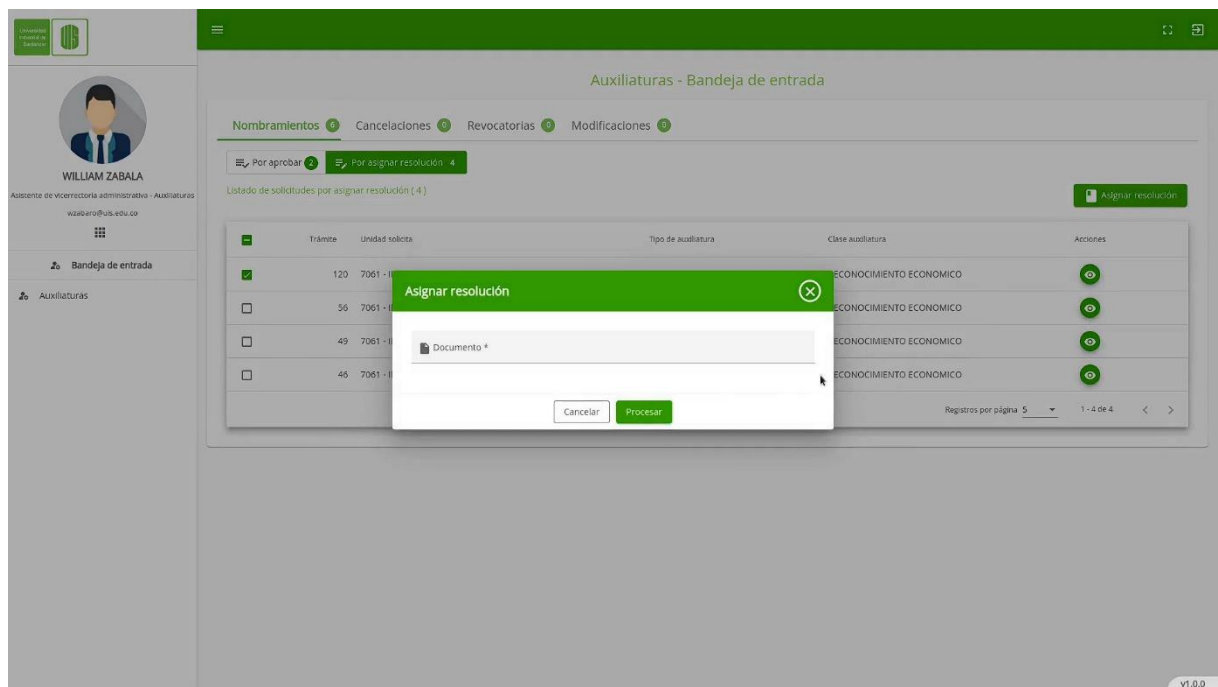 Universidad
Industrial de
Santander
Auxiliaturas - Bandeja de entrada
WILLIAM ZABALA
Asistente de vicerrectoria administrativa - Auxiliaturas
wzabaro@uis.edu.co
Bandeja de entrada
Auxiliaturas
Nombramientos 6 Cancelaciones 0 Revocatorias 0 Modificaciones 0
Por aprobar 2 Por asignar resolución 4
Listado de solicitudes por asignar resolución ( 4 )
Asignar resolución
Trámite Unidad solicita Tipo de auxiliatura Clase auxiliatura Acciones
120 7061 - ECONOCIMIENTO ECONOMICO
56 7061 - ECONOCIMIENTO ECONOMICO
49 7061 - ECONOCIMIENTO ECONOMICO
46 7061 - ECONOCIMIENTO ECONOMICO
Asignar resolución
Documento *
Cancelar Procesar
Registros por página 5 1 - 4 de 4
v1.0.0